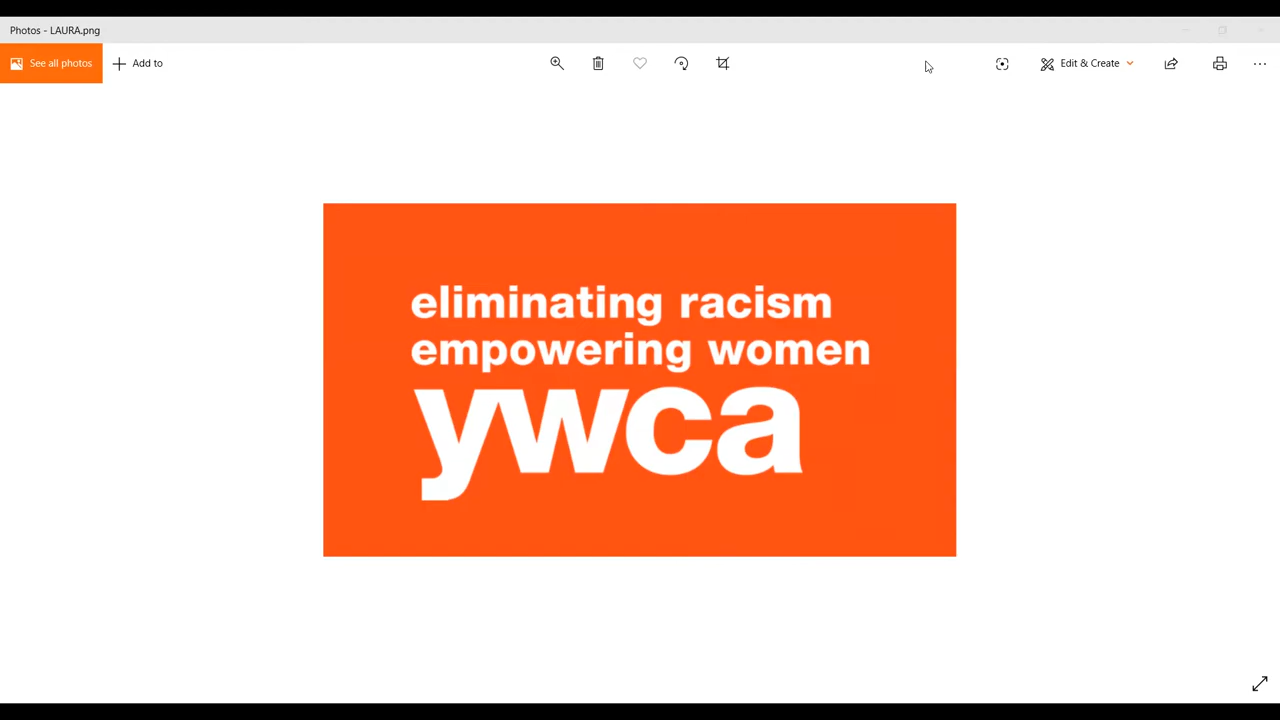 Photos - LAURA.png
See all photos
Add to
Edit & Create
eliminating racism
empowering women
ywca